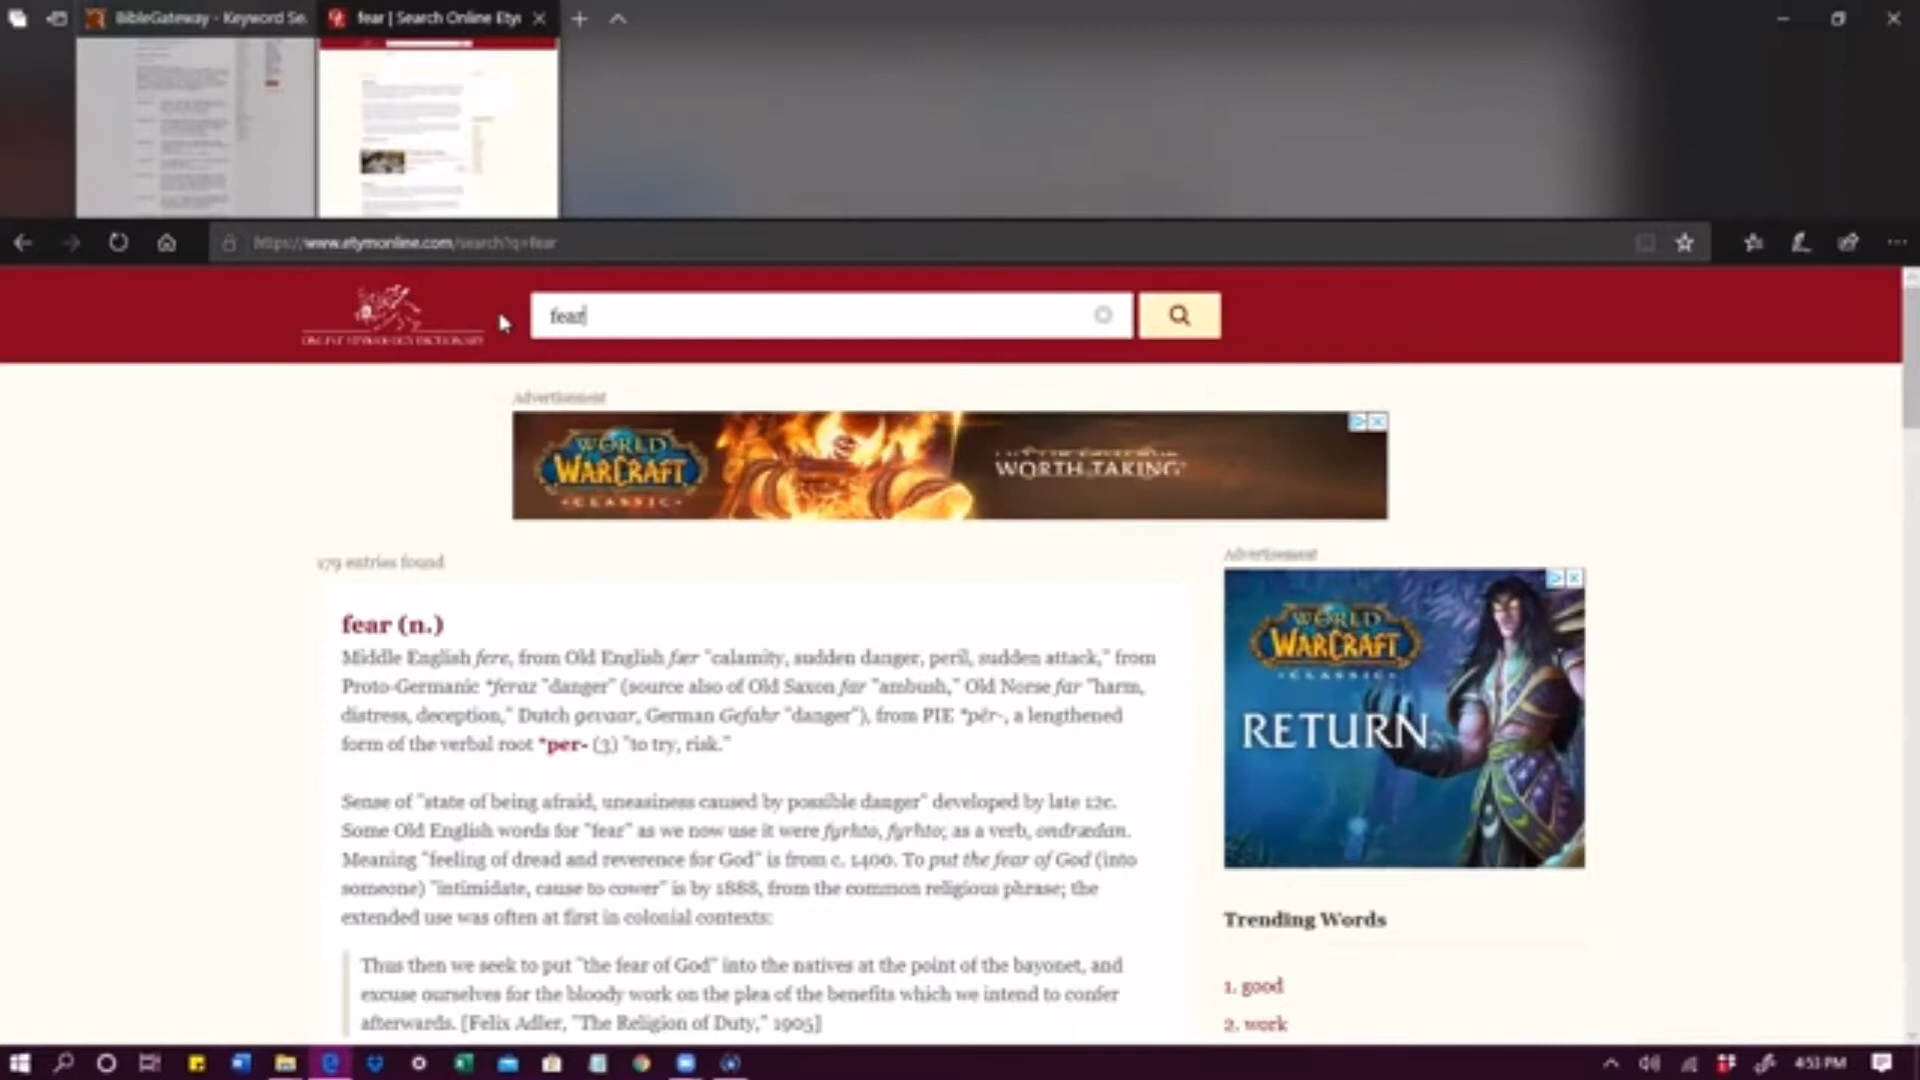 BibleGateway - Keyword Se
fear | Search Online Ety
https://www.etymonline.com/search?q=fear
ONLINE ETYMOLOGY DICTIONARY
fear
Advertisement
WORLD
WARCRAFT
CLASSIC
WORTH TAKING
179 entries found
Advertisement
fear (n.)
Middle English fere, from Old English fær "calamity, sudden danger, peril, sudden attack," from
Proto-Germanic *feraz "danger" (source also of Old Saxon far "ambush," Old Norse far "harm,
distress, deception," Dutch gevaar, German Gefahr "danger"), from PIE *pēr-, a lengthened
form of the verbal root *per- (3) "to try, risk."
Sense of "state of being afraid, uneasiness caused by possible danger" developed by late 12c.
Some Old English words for "fear" as we now use it were fyrhto, fyrhto; as a verb, ondrædan.
Meaning "feeling of dread and reverence for God" is from c. 1400. To put the fear of God (into
someone) "intimidate, cause to cower" is by 1888, from the common religious phrase; the
extended use was often at first in colonial contexts:
Thus then we seek to put "the fear of God" into the natives at the point of the bayonet, and
excuse ourselves for the bloody work on the plea of the benefits which we intend to confer
afterwards. [Felix Adler, "The Religion of Duty," 1905]
WORLD
WARCRAFT
CLASSIC
RETURN
Trending Words
1. good
2. work
4:53 PM